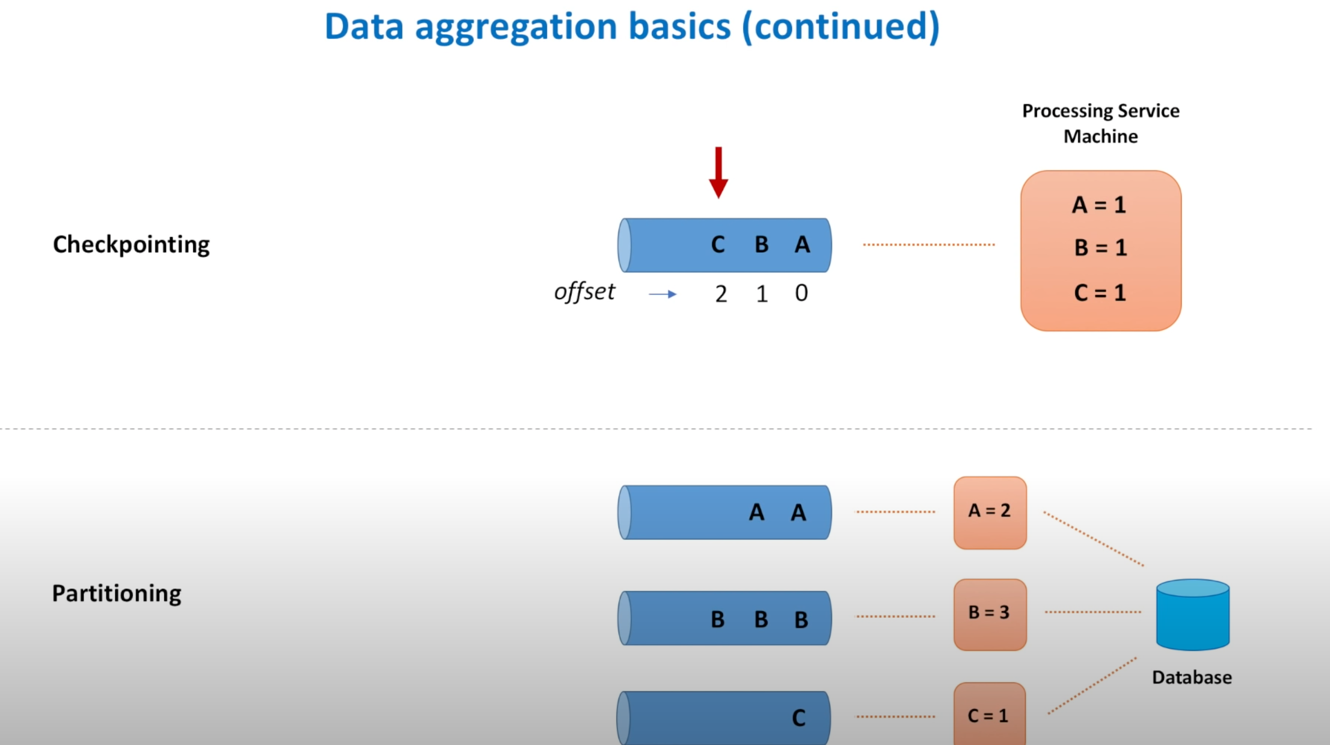 Data aggregation basics (continued)
Processing Service
Machine
A = 1
B = 1
C = 1
Checkpointing
C B A
offset 2 1 0
A A
A = 2
Partitioning
B B B
B = 3
Database
C
C = 1